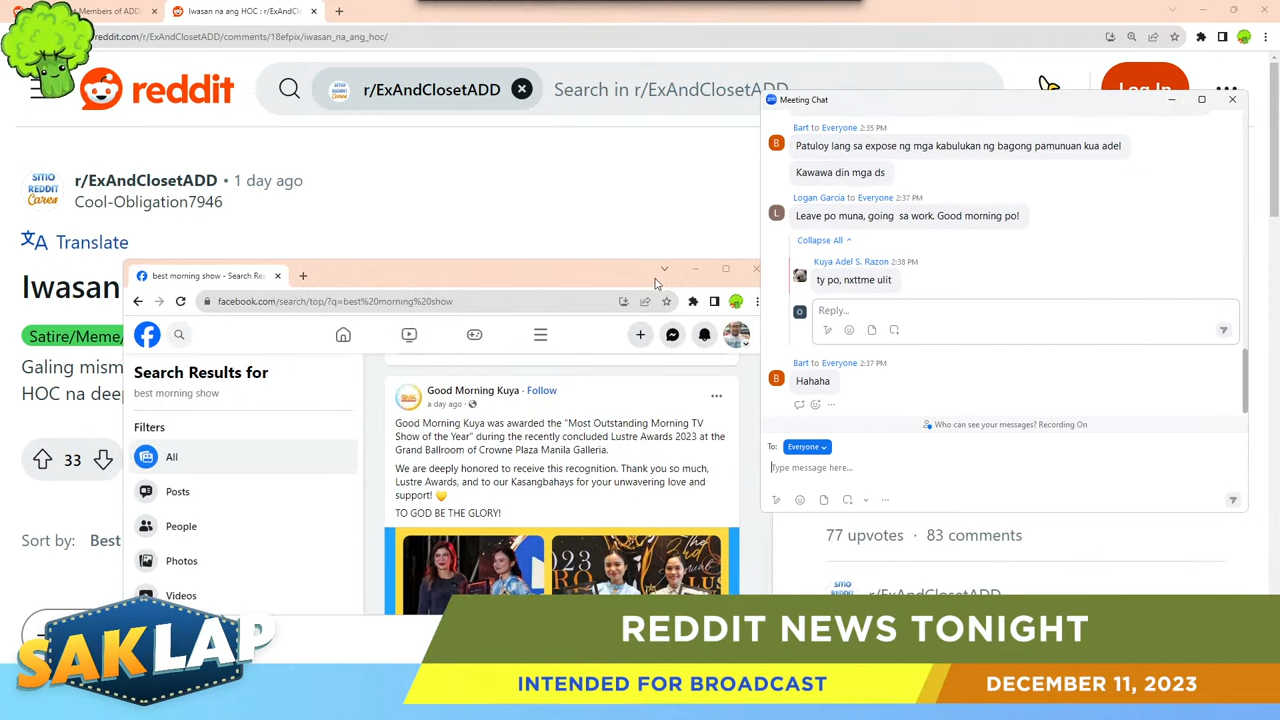 t Members of ADD
Iwasan na ang HOC : r/ExAndClo
reddit.com/r/ExAndClosetADD/comments/18efpix/iwasan_na_ang_hoc/
reddit
r/ExAndClosetADD
Search in r/ExAndClosetADD
Log In
SITIO REDDIT Cares
r/ExAndClosetADD • 1 day ago
Cool-Obligation7946
Translate
Iwasan
Satire/Meme/
Galing mism
HOC na deep
33
Sort by: Best
best morning show - Search Res
facebook.com/search/top/?q=best%20morning%20show
Search Results for
best morning show
Filters
All
Posts
People
Photos
Videos
Good Morning Kuya · Follow
a day ago ·
Good Morning Kuya was awarded the "Most Outstanding Morning TV
Show of the Year" during the recently concluded Lustre Awards 2023 at the
Grand Ballroom of Crowne Plaza Manila Galleria.
We are deeply honored to receive this recognition. Thank you so much,
Lustre Awards, and to our Kasangbahays for your unwavering love and
support! 💛
TO GOD BE THE GLORY!
Meeting Chat
Bart to Everyone 2:35 PM
B
Patuloy lang sa expose ng mga kabulukan ng bagong pamunuan kua adel
Kawawa din mga ds
Logan Garcia to Everyone 2:37 PM
L
Leave po muna, going sa work. Good morning po!
Collapse All
Kuya Adel S. Razon 2:38 PM
ty po, nxttme ulit
O
Reply...
Bart to Everyone 2:37 PM
B
Hahaha
Who can see your messages? Recording On
To: Everyone
Type message here...
77 upvotes · 83 comments
r/ExAndClosetADD
SAKLAP
REDDIT NEWS TONIGHT
INTENDED FOR BROADCAST
DECEMBER 11, 2023